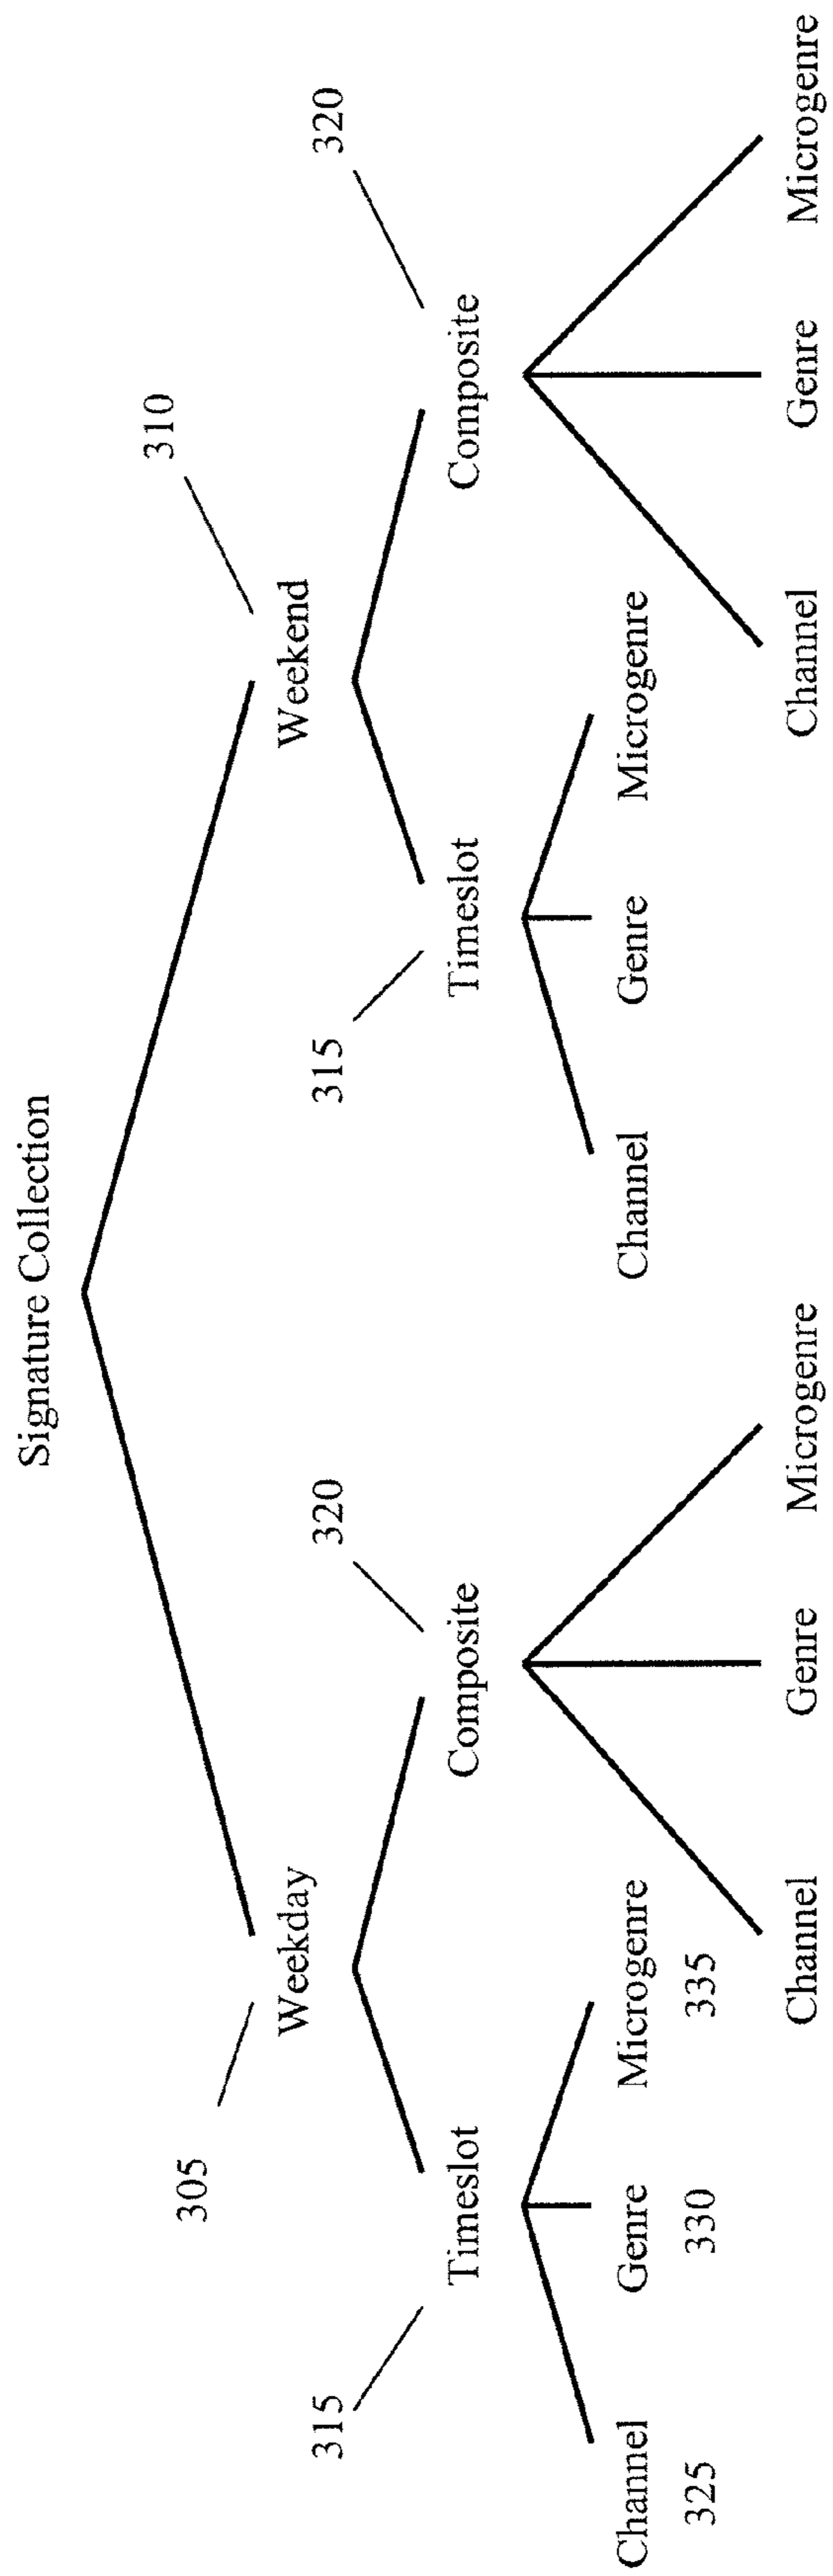 Signature Collection
310
305
Weekday
Weekend
315
320
315
320
Timeslot
Composite
Timeslot
Composite
Channel
Genre
Microgenre
Channel
Genre
Microgenre
325
330
335
Channel
Genre
Microgenre
Channel
Genre
Microgenre